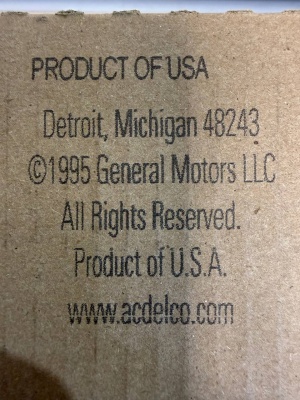 PRODUCT OF USA
Detroit, Michigan 48243
©1995 General Motors LLC
All Rights Reserved.
Product of U.S.A.
www.acdelco.com